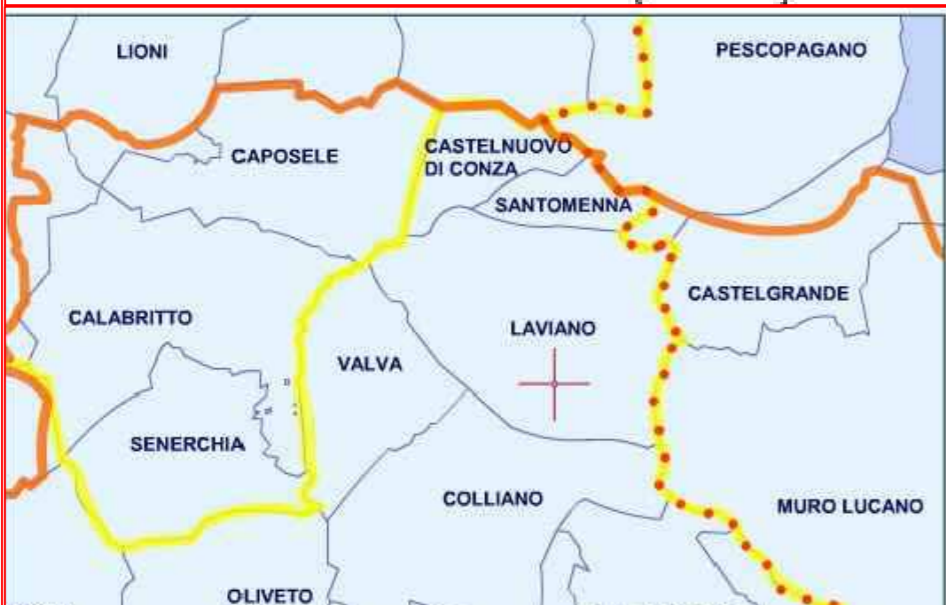 LIONI
PESCOPAGANO
CAPOSELE
CASTELNUOVO
DI CONZA
SANTOMENNA
CASTELGRANDE
CALABRITTO
LAVIANO
VALVA
SENERCHIA
COLLIANO
MURO LUCANO
OLIVETO